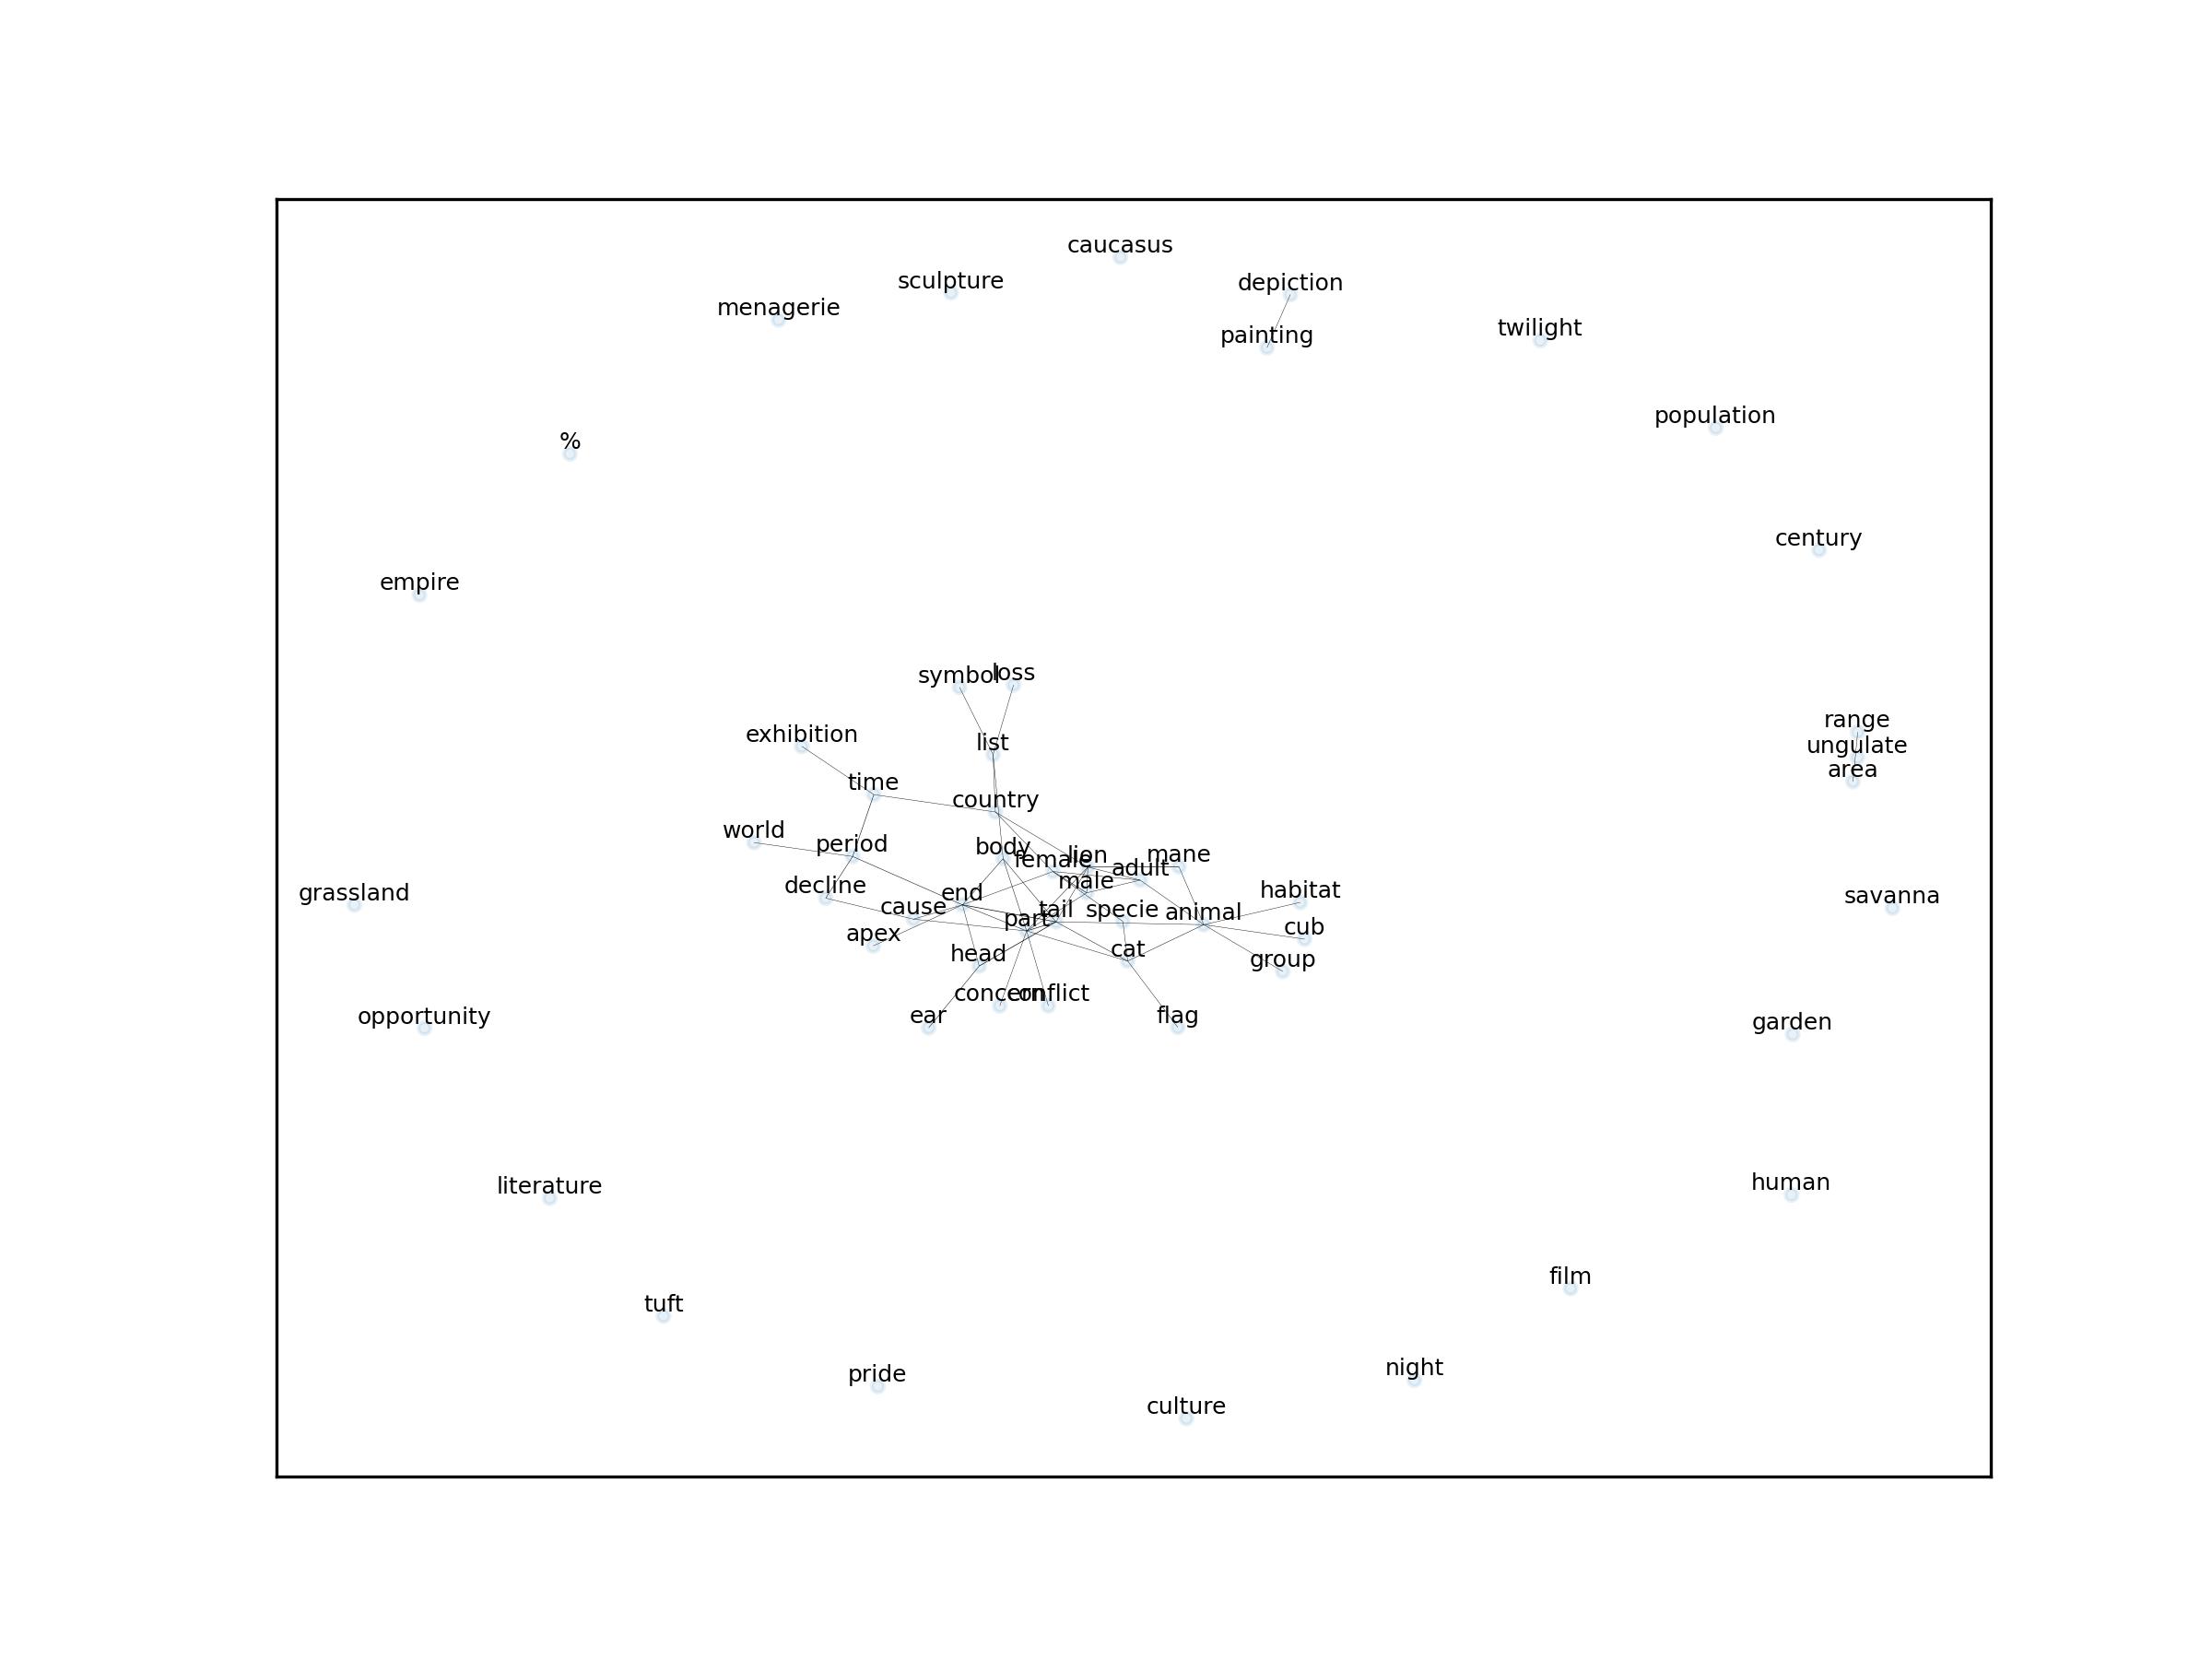 caucasus
sculpture
depiction
menagerie
painting
twilight
population
%
century
empire
symbol
loss
range
exhibition
list
ungulate
area
time
country
world
period
body
female
lion
mane
adult
male
decline
end
habitat
grassland
savanna
cause
part
tail
specie
animal
cub
apex
head
cat
group
concern
conflict
ear
flag
opportunity
garden
literature
human
film
tuft
pride
night
culture